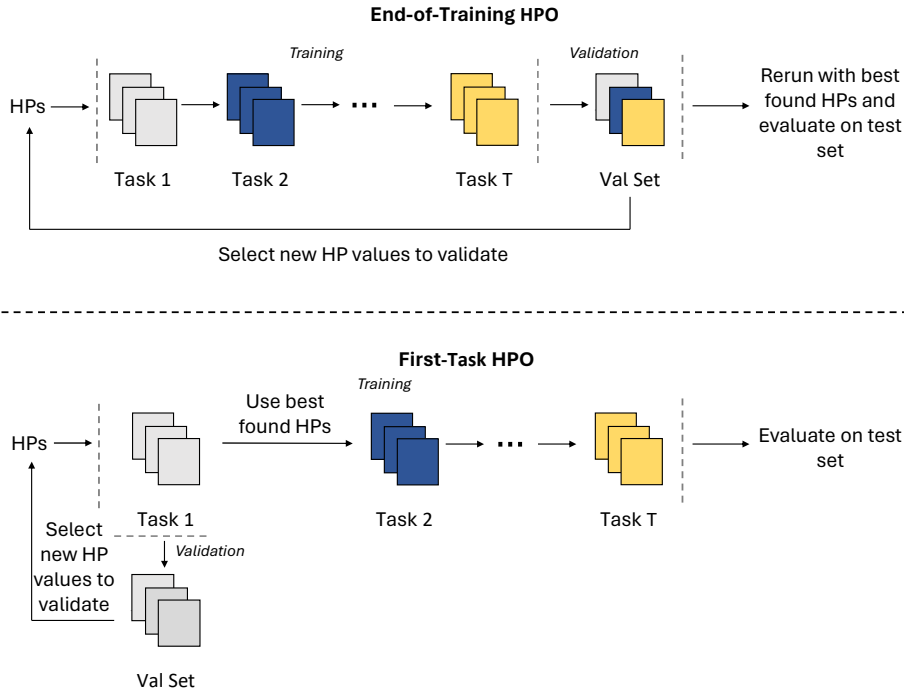 End-of-Training HPO
Training
Validation
HPs
...
Rerun with best
found HPs and
evaluate on test
set
Task 1
Task 2
Task T
Val Set
Select new HP values to validate
First-Task HPO
Training
HPs
Use best
found HPs
...
Evaluate on test
set
Task 1
Task 2
Task T
Select
new HP
values to
validate
Validation
Val Set